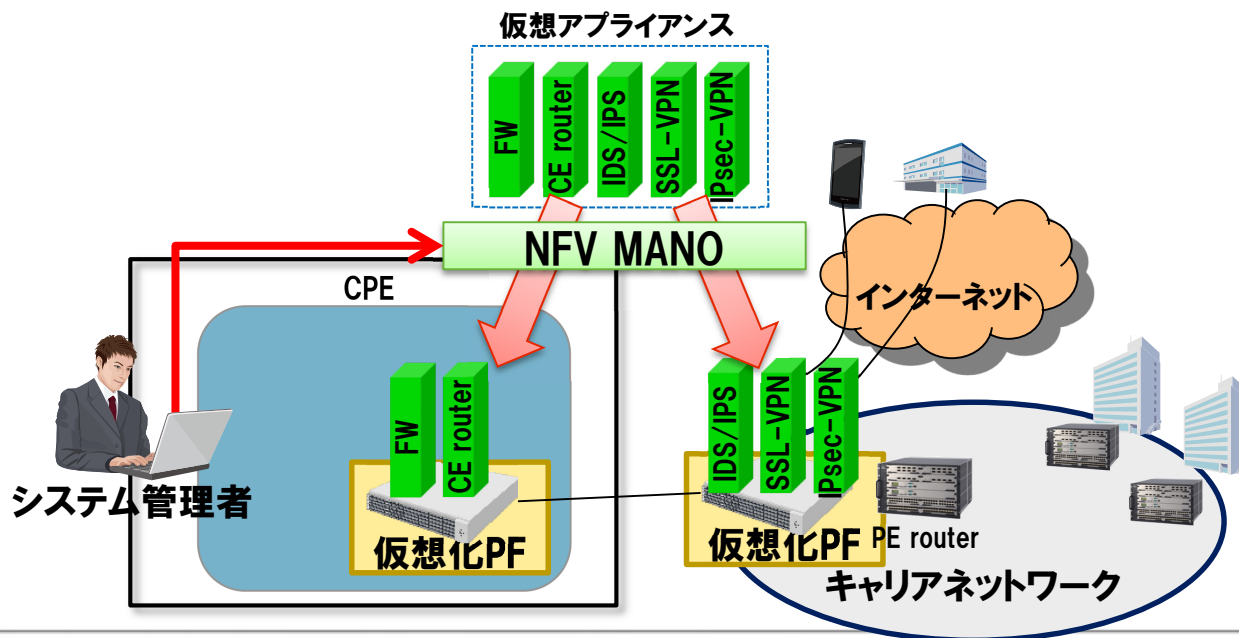 仮想アプライアンス
FW
CE router
IDS/IPS
SSL-VPN
IPsec-VPN
NFV MANO
CPE
インターネット
FW
CE router
IDS/IPS
SSL-VPN
IPsec-VPN
システム管理者
仮想化PF
仮想化PF
PE router
キャリアネットワーク